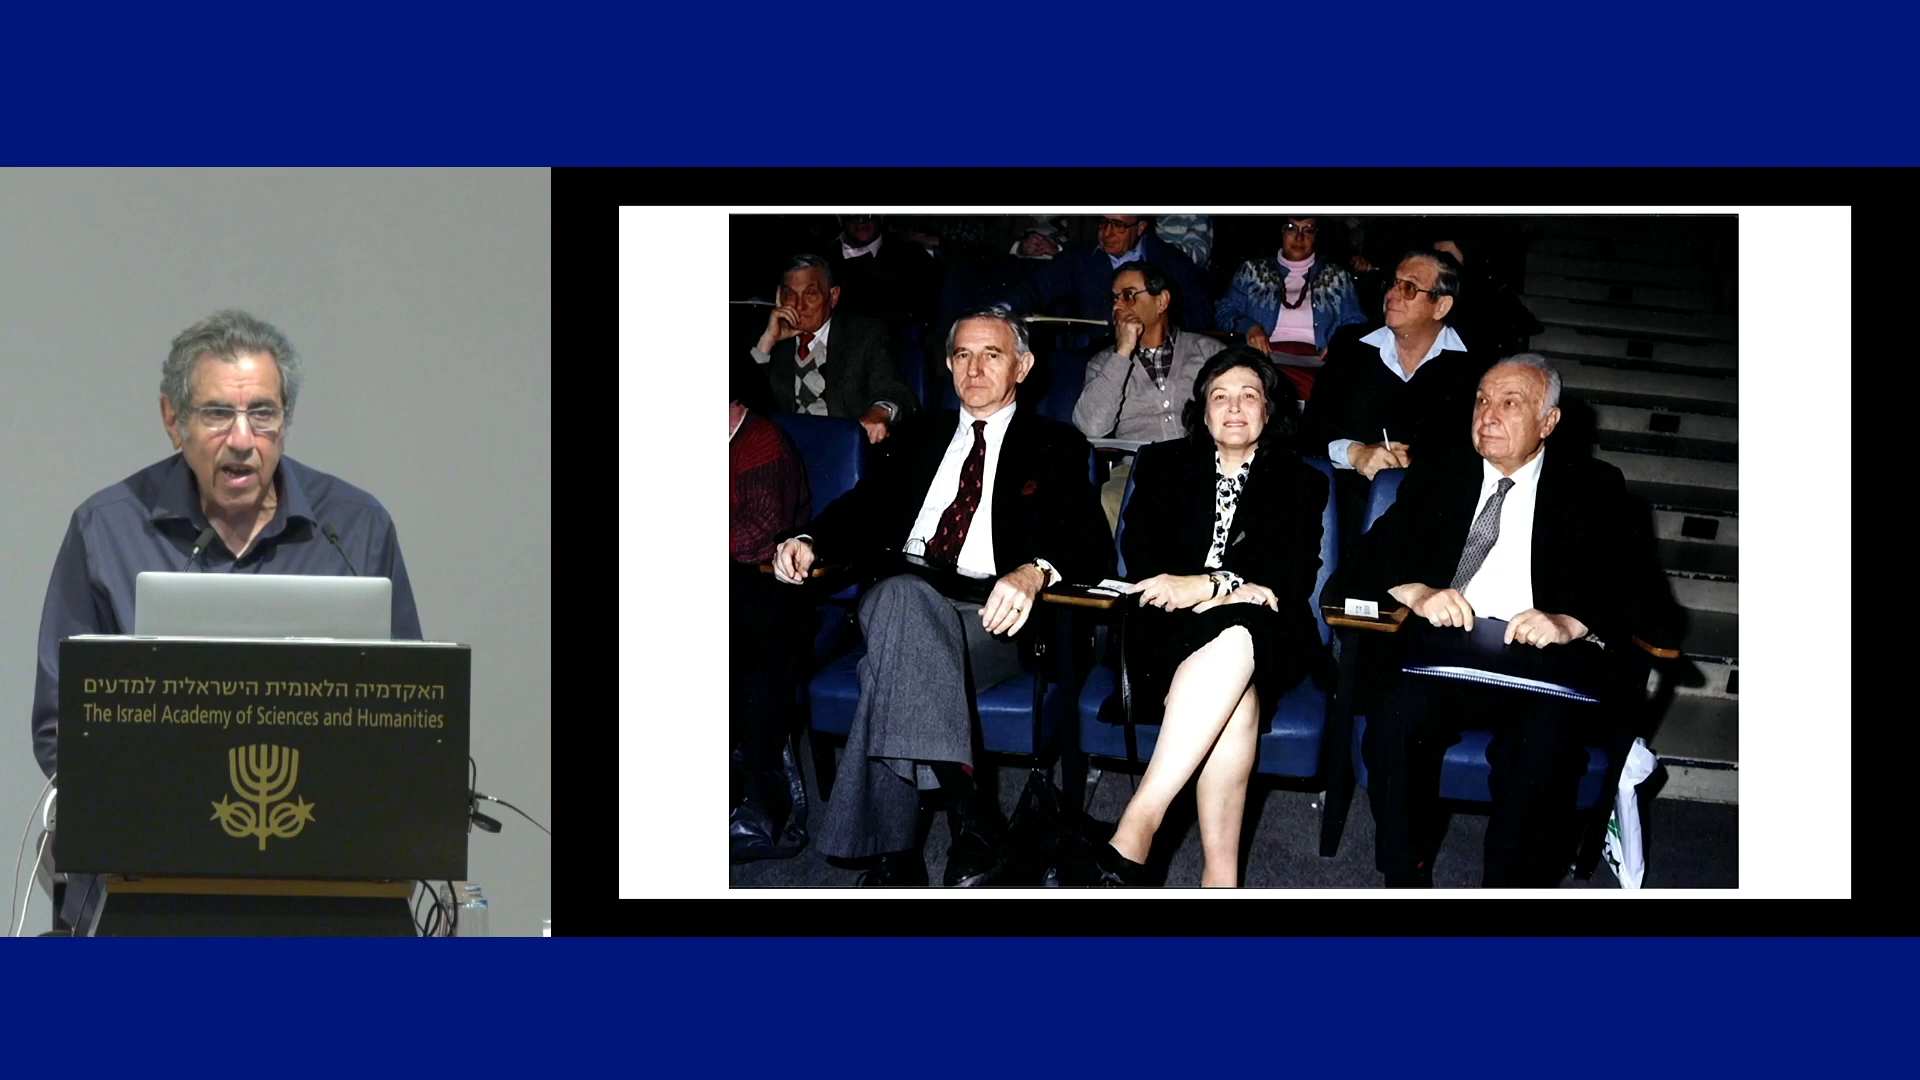 האקדמיה הלאומית הישראלית למדעים
The Israel Academy of Sciences and Humanities